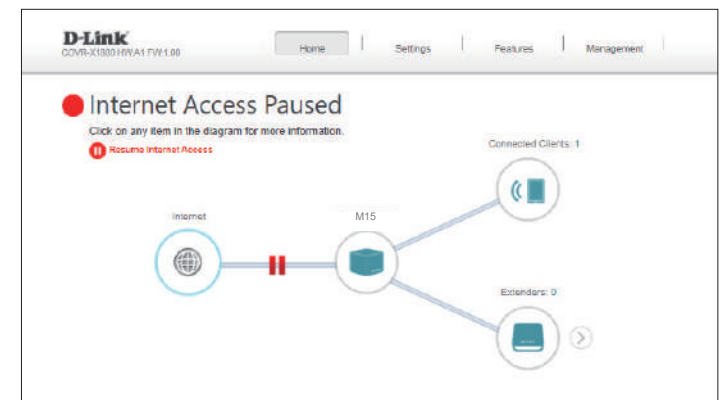 D-Link
COVR-X1800 HW:A1 FW:1.00
Home
Settings
Features
Management
Internet Access Paused
Click on any item in the diagram for more information.
Resume Internet Access
Connected Clients: 1
Internet
M15
Extenders: 0